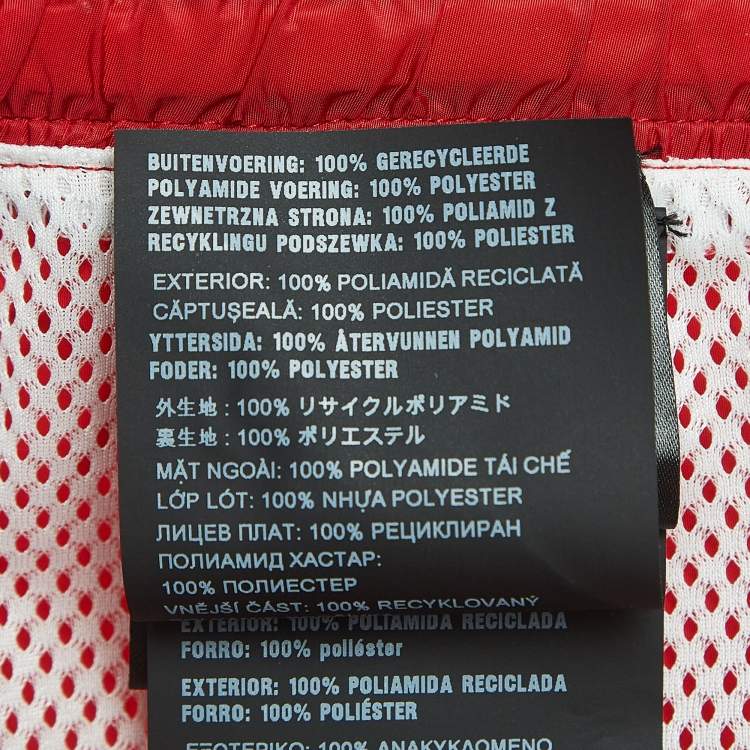 BUITENVOERING: 100% GERECYCLEERDE
POLYAMIDE VOERING: 100% POLYESTER
ZEWNETRZNA STRONA: 100% POLIAMID Z
RECYKLINGU PODSZEWKA: 100% POLIESTER
EXTERIOR: 100% POLIAMIDĂ RECICLATĂ
CĂPTUȘEALĂ: 100% POLIESTER
YTTERSIDA: 100% ÅTERVUNNEN POLYAMID
FODER: 100% POLYESTER
外生地 : 100% リサイクルポリアミド
裏生地 : 100% ポリエステル
MẶT NGOÀI: 100% POLYAMIDE TÁI CHẾ
LỚP LÓT: 100% NHỰA POLYESTER
ЛИЦЕВ ПЛАТ: 100% РЕЦИКЛИРАН
ПОЛИАМИД ХАСТАР:
100% ПОЛИЕСТЕР
VNĚJŠÍ ČÁST: 100% RECYKLOVANÝ
EXTERIOR: 100% POLIAMIDA RECICLADA
FORRO: 100% poliéster
EXTERIOR: 100% POLIAMIDA RECICLADA
FORRO: 100% POLIÉSTER
ΕΞΩΤΕΡΙΚΟ: 100% ΑΝΑΚΥΚΛΩΜΕΝΟ